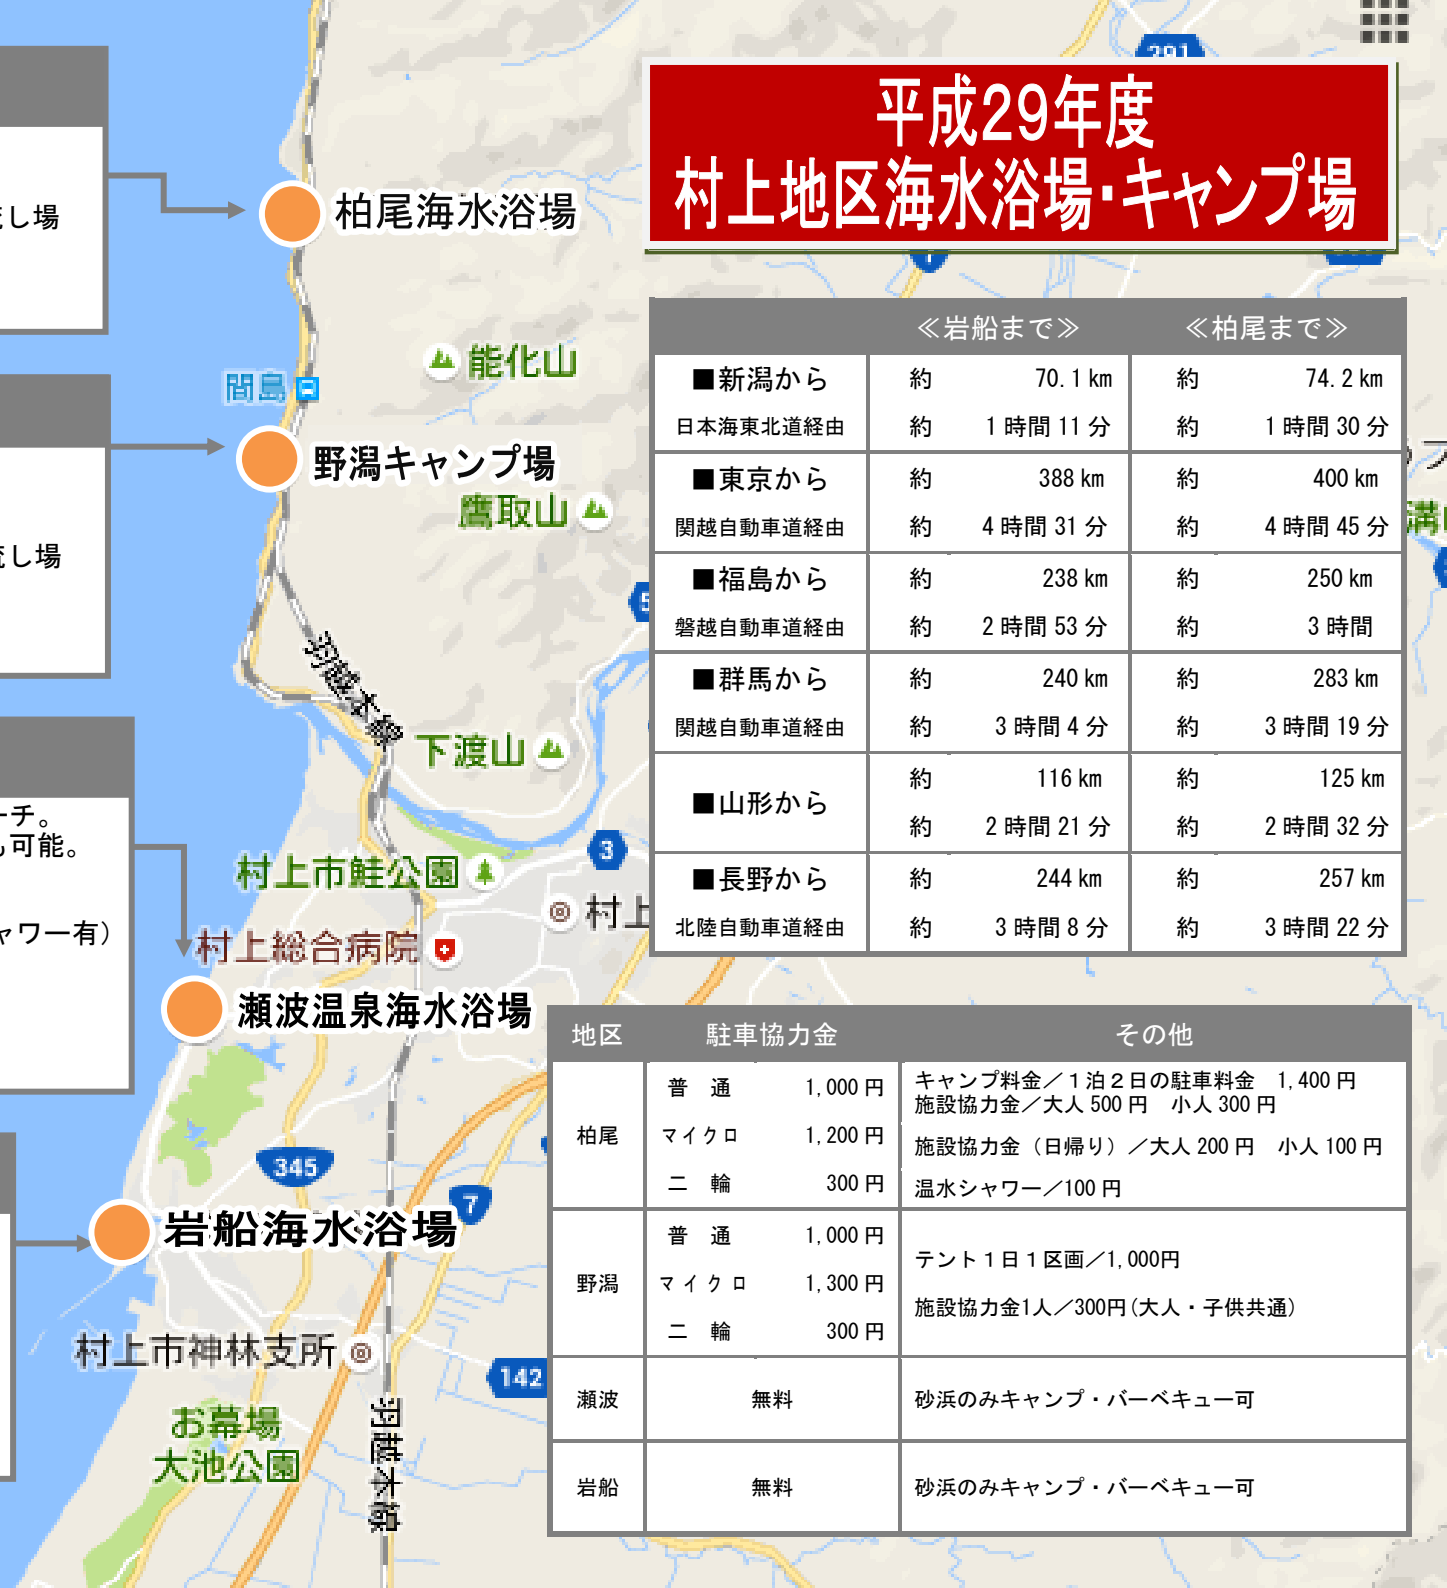 平成29年度
村上地区海水浴場・キャンプ場
291
7
柏尾海水浴場
し場
能化山
間島
野潟キャンプ場
鷹取山
し場
羽越本線
下渡山
ーチ。
可能。
村上市鮭公園
3
村上
ャワー有）
村上総合病院
瀬波温泉海水浴場
345
7
岩船海水浴場
村上市神林支所
142
お幕場
大池公園
羽越本線
≪岩船まで≫ ≪柏尾まで≫
■新潟から 約 70.1km 約 74.2km
日本海東北道経由 約 1時間11分 約 1時間30分
■東京から 約 388km 約 400km
関越自動車道経由 約 4時間31分 約 4時間45分
■福島から 約 238km 約 250km
磐越自動車道経由 約 2時間53分 約 3時間
■群馬から 約 240km 約 283km
関越自動車道経由 約 3時間4分 約 3時間19分
■山形から 約 116km 約 125km
約 2時間21分 約 2時間32分
■長野から 約 244km 約 257km
北陸自動車道経由 約 3時間8分 約 3時間22分
地区 駐車協力金 その他
柏尾
普　通 1,000円
マイクロ 1,200円
二　輪 300円
キャンプ料金／１泊２日の駐車料金　1,400円
施設協力金／大人500円　小人300円
施設協力金（日帰り）／大人200円　小人100円
温水シャワー／100円
野潟
普　通 1,000円
マイクロ 1,300円
二　輪 300円
テント１日１区画／1,000円
施設協力金1人／300円(大人・子供共通)
瀬波 無料 砂浜のみキャンプ・バーベキュー可
岩船 無料 砂浜のみキャンプ・バーベキュー可